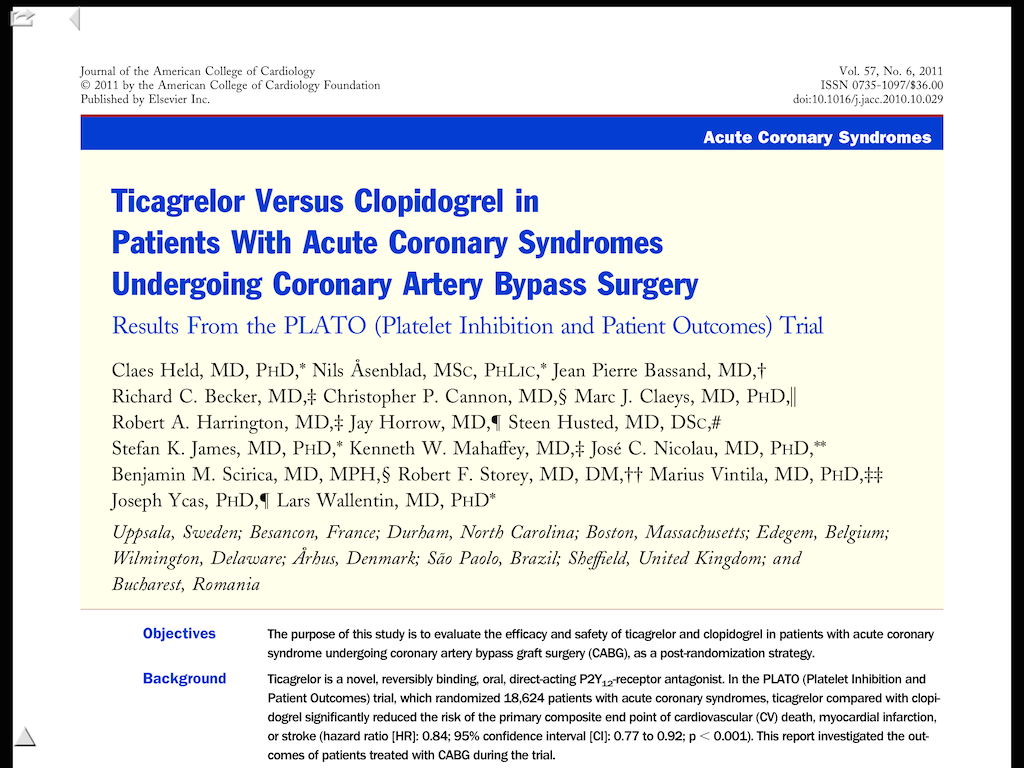 Journal of the American College of Cardiology
© 2011 by the American College of Cardiology Foundation
Published by Elsevier Inc.
Vol. 57, No. 6, 2011
ISSN 0735-1097/$36.00
doi:10.1016/j.jacc.2010.10.029
Acute Coronary Syndromes
Ticagrelor Versus Clopidogrel in
Patients With Acute Coronary Syndromes
Undergoing Coronary Artery Bypass Surgery
Results From the PLATO (Platelet Inhibition and Patient Outcomes) Trial
Claes Held, MD, PHD,* Nils Åsenblad, MSC, PHLIC,* Jean Pierre Bassand, MD,†
Richard C. Becker, MD,‡ Christopher P. Cannon, MD,§ Marc J. Claeys, MD, PHD,‖
Robert A. Harrington, MD,‡ Jay Horrow, MD,¶ Steen Husted, MD, DSC,#
Stefan K. James, MD, PHD,* Kenneth W. Mahaffey, MD,‡ José C. Nicolau, MD, PHD,**
Benjamin M. Scirica, MD, MPH,§ Robert F. Storey, MD, DM,†† Marius Vintila, MD, PHD,‡‡
Joseph Ycas, PHD,¶ Lars Wallentin, MD, PHD*
Uppsala, Sweden; Besancon, France; Durham, North Carolina; Boston, Massachusetts; Edegem, Belgium;
Wilmington, Delaware; Århus, Denmark; São Paolo, Brazil; Sheffield, United Kingdom; and
Bucharest, Romania
Objectives
The purpose of this study is to evaluate the efficacy and safety of ticagrelor and clopidogrel in patients with acute coronary
syndrome undergoing coronary artery bypass graft surgery (CABG), as a post-randomization strategy.
Background
Ticagrelor is a novel, reversibly binding, oral, direct-acting P2Y₁₂-receptor antagonist. In the PLATO (Platelet Inhibition and
Patient Outcomes) trial, which randomized 18,624 patients with acute coronary syndromes, ticagrelor compared with clopi-
dogrel significantly reduced the risk of the primary composite end point of cardiovascular (CV) death, myocardial infarction,
or stroke (hazard ratio [HR]: 0.84; 95% confidence interval [CI]: 0.77 to 0.92; p < 0.001). This report investigated the out-
comes of patients treated with CABG during the trial.